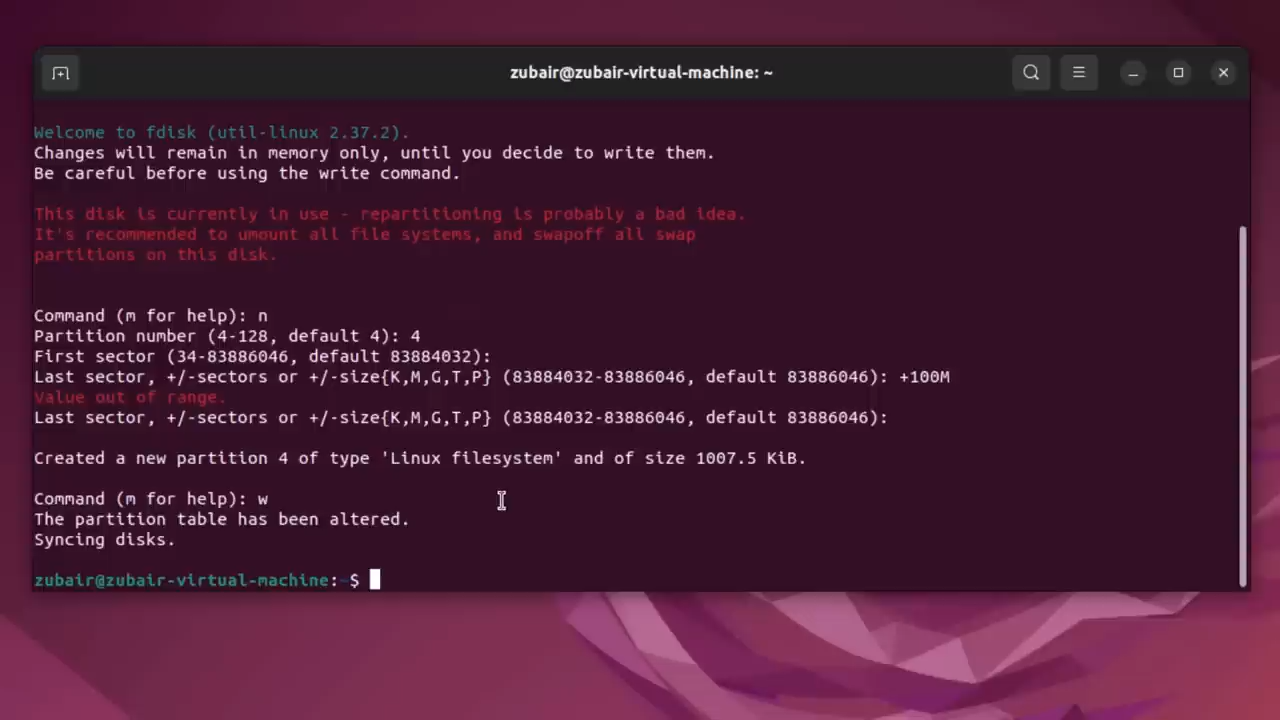 zubair@zubair-virtual-machine: ~
Welcome to fdisk (util-linux 2.37.2).
Changes will remain in memory only, until you decide to write them.
Be careful before using the write command.
This disk is currently in use - repartitioning is probably a bad idea.
It's recommended to umount all file systems, and swapoff all swap
partitions on this disk.
Command (m for help): n
Partition number (4-128, default 4): 4
First sector (34-83886046, default 83884032):
Last sector, +/-sectors or +/-size{K,M,G,T,P} (83884032-83886046, default 83886046): +100M
Value out of range.
Last sector, +/-sectors or +/-size{K,M,G,T,P} (83884032-83886046, default 83886046):
Created a new partition 4 of type 'Linux filesystem' and of size 1007.5 KiB.
Command (m for help): w
The partition table has been altered.
Syncing disks.
zubair@zubair-virtual-machine:~$